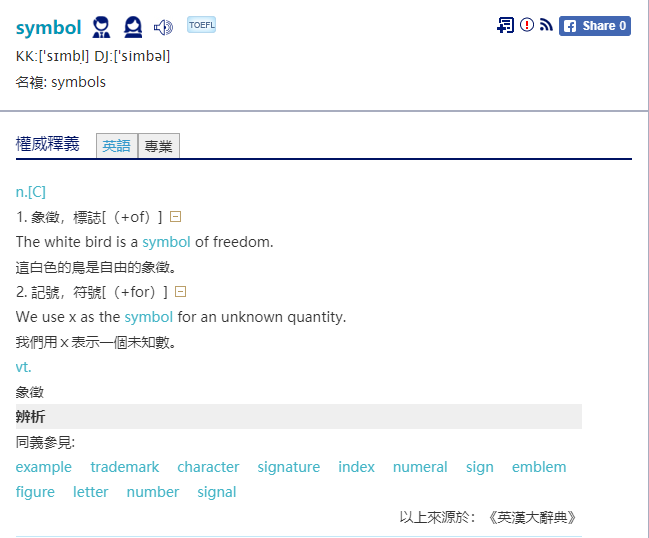 symbol TOEFL Share 0
KK:[ˈsɪmbḷ] DJ:[ˈsimbəl]
名複: symbols
權威釋義 英語 專業
n.[C]
1. 象徵，標誌[（+of）]
The white bird is a symbol of freedom.
這白色的鳥是自由的象徵。
2. 記號，符號[（+for）]
We use x as the symbol for an unknown quantity.
我們用 x 表示一個未知數。
vt.
象徵
辨析
同義參見:
example trademark character signature index numeral sign emblem
figure letter number signal
以上來源於：《英漢大辭典》